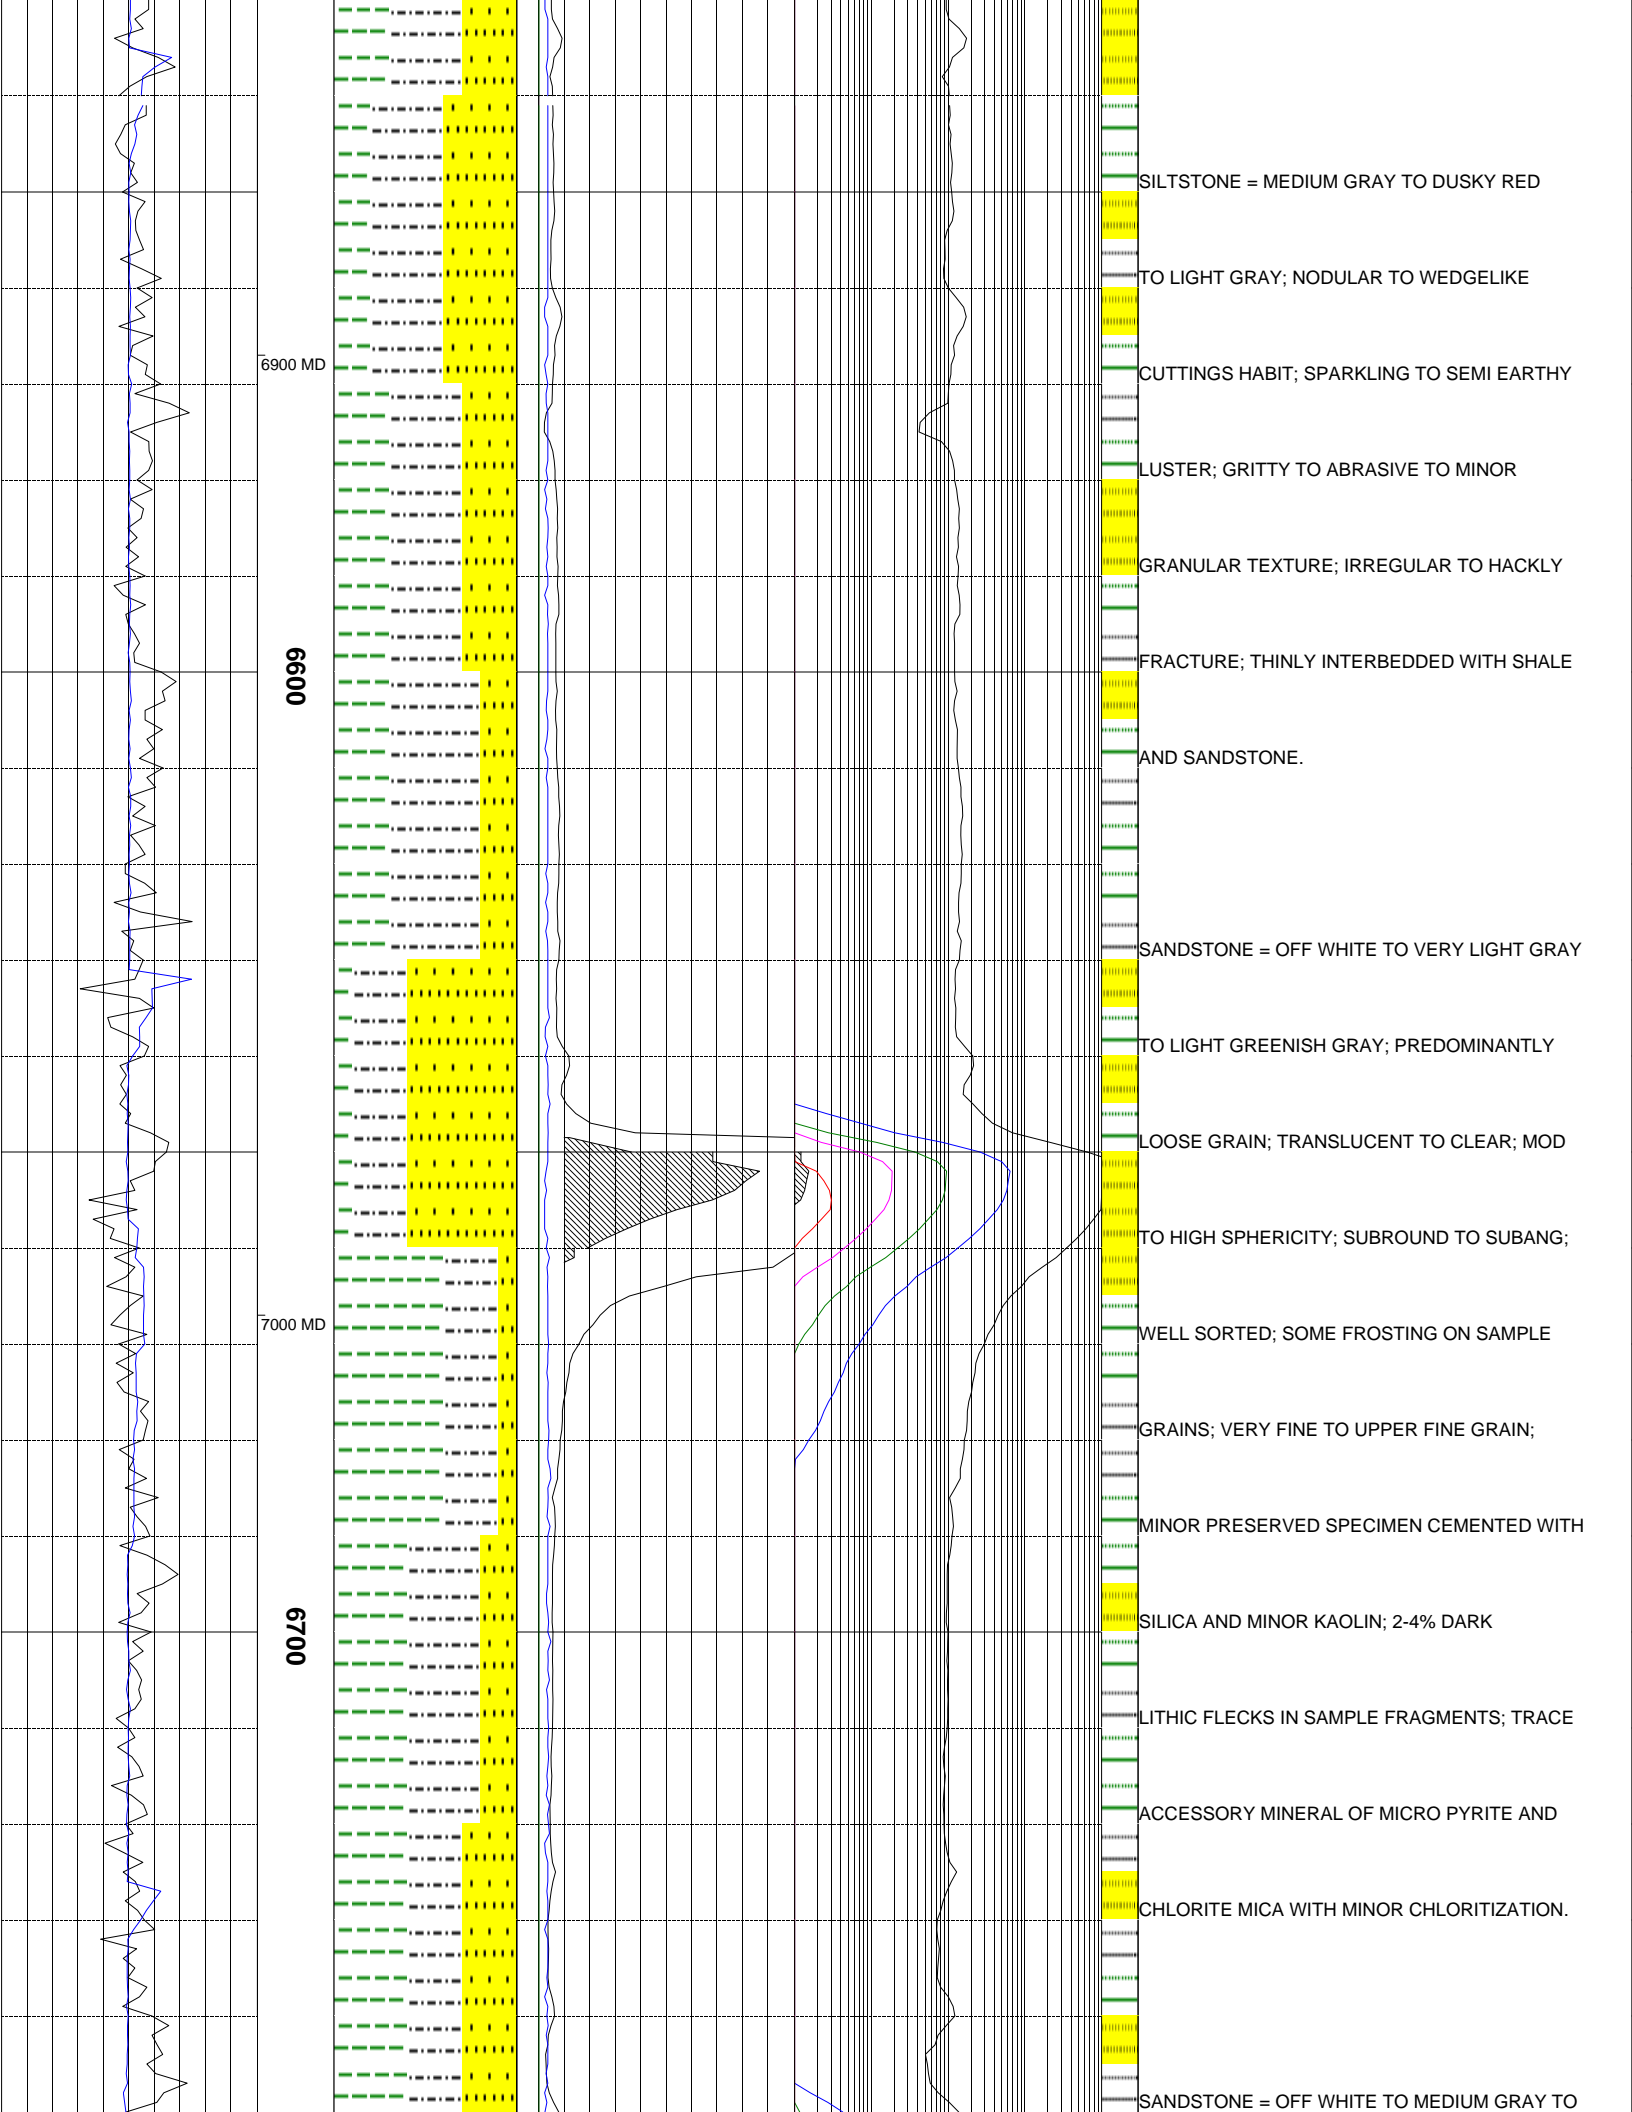 SILTSTONE = MEDIUM GRAY TO DUSKY RED
TO LIGHT GRAY; NODULAR TO WEDGELIKE
6900 MD
CUTTINGS HABIT; SPARKLING TO SEMI EARTHY
LUSTER; GRITTY TO ABRASIVE TO MINOR
GRANULAR TEXTURE; IRREGULAR TO HACKLY
6600
FRACTURE; THINLY INTERBEDDED WITH SHALE
AND SANDSTONE.
SANDSTONE = OFF WHITE TO VERY LIGHT GRAY
TO LIGHT GREENISH GRAY; PREDOMINANTLY
LOOSE GRAIN; TRANSLUCENT TO CLEAR; MOD
TO HIGH SPHERICITY; SUBROUND TO SUBANG;
7000 MD
WELL SORTED; SOME FROSTING ON SAMPLE
GRAINS; VERY FINE TO UPPER FINE GRAIN;
MINOR PRESERVED SPECIMEN CEMENTED WITH
6700
SILICA AND MINOR KAOLIN; 2-4% DARK
LITHIC FLECKS IN SAMPLE FRAGMENTS; TRACE
ACCESSORY MINERAL OF MICRO PYRITE AND
CHLORITE MICA WITH MINOR CHLORITIZATION.
SANDSTONE = OFF WHITE TO MEDIUM GRAY TO